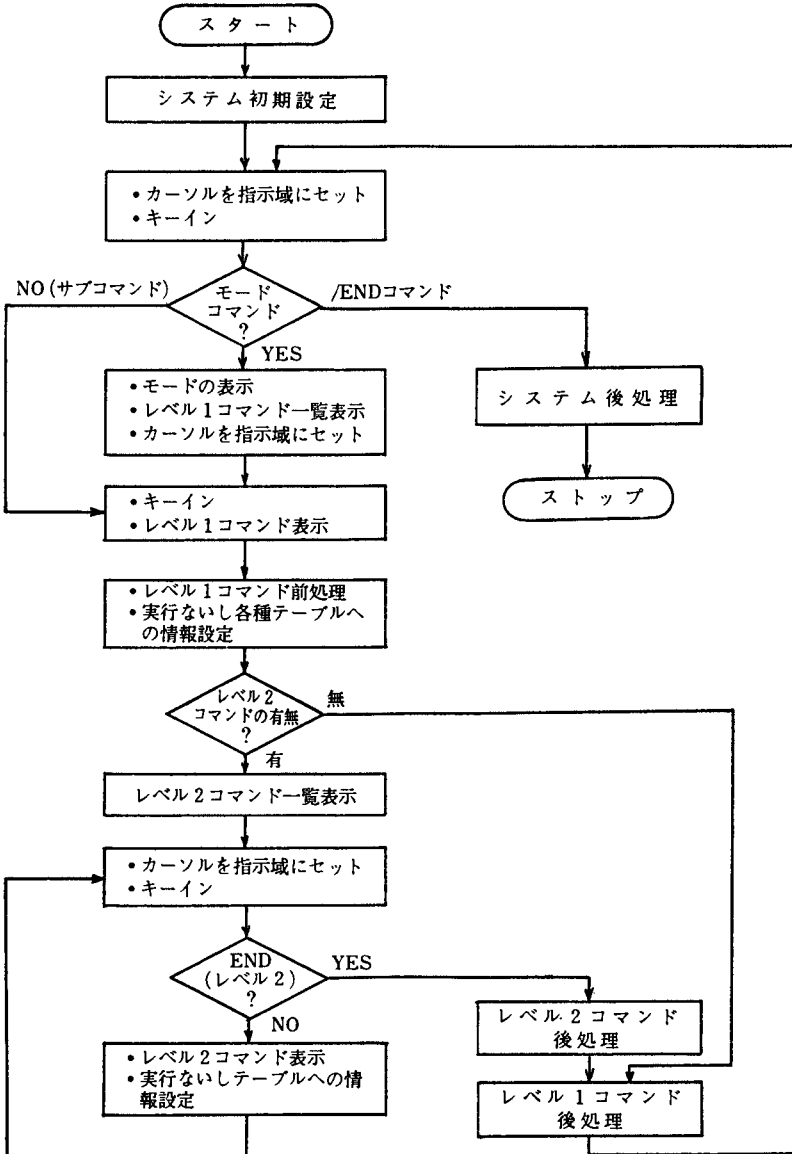 スタート
システム初期設定
•カーソルを指示域にセット
•キーイン
NO(サブコマンド)
モード
コマンド
?
/ENDコマンド
YES
•モードの表示
•レベル1コマンド一覧表示
•カーソルを指示域にセット
システム後処理
ストップ
•キーイン
•レベル1コマンド表示
•レベル1コマンド前処理
•実行ないし各種テーブルへ
の情報設定
レベル2
コマンドの有無
?
無
有
レベル2コマンド一覧表示
•カーソルを指示域にセット
•キーイン
END
(レベル2)
?
YES
NO
レベル2コマンド
後処理
•レベル2コマンド表示
•実行ないしテーブルへの情
報設定
レベル1コマンド
後処理